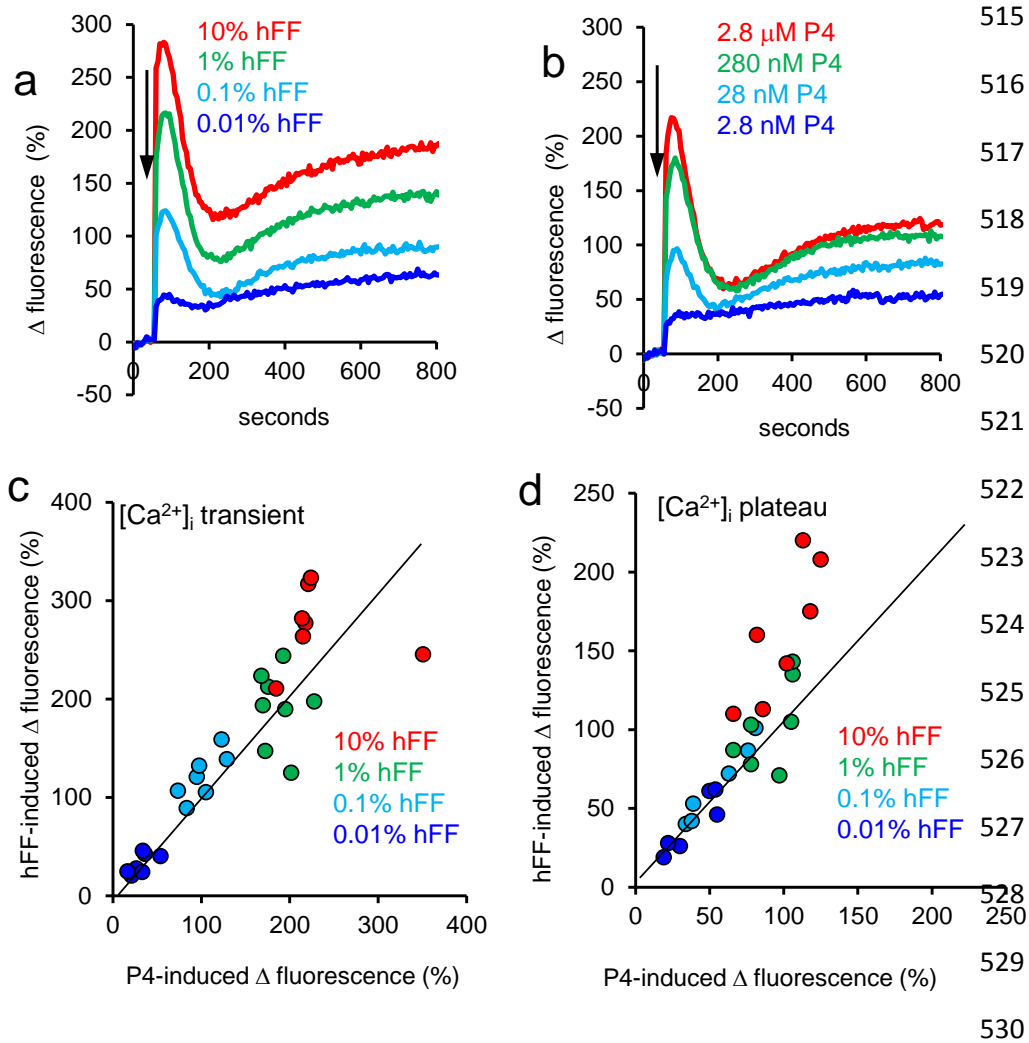 a
Δ fluorescence (%)
300
250
200
150
100
50
0
-50
10% hFF
1% hFF
0.1% hFF
0.01% hFF
0 200 400 600 800
seconds
b
Δ fluorescence (%)
300
250
200
150
100
50
0
-50
2.8 μM P4
280 nM P4
28 nM P4
2.8 nM P4
0 200 400 600 800
seconds
c
[Ca²⁺]ᵢ transient
hFF-induced Δ fluorescence (%)
400
300
200
100
0
10% hFF
1% hFF
0.1% hFF
0.01% hFF
0 100 200 300 400
P4-induced Δ fluorescence (%)
d
[Ca²⁺]ᵢ plateau
hFF-induced Δ fluorescence (%)
250
200
150
100
50
0
10% hFF
1% hFF
0.1% hFF
0.01% hFF
0 50 100 150 200 250
P4-induced Δ fluorescence (%)
515
516
517
518
519
520
521
522
523
524
525
526
527
528
529
530